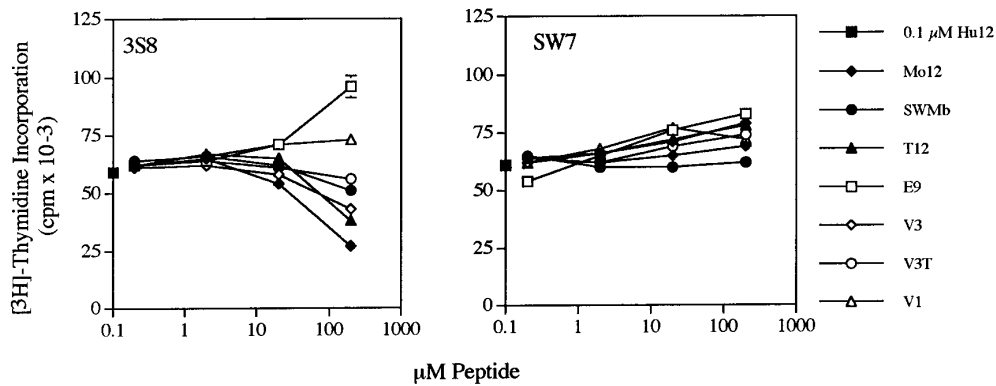 3S8
SW7
[3H]-Thymidine Incorporation
(cpm x 10-3)
125
100
75
50
25
0
0.1 1 10 100 1000
125
100
75
50
25
0
0.1 1 10 100 1000
µM Peptide
0.1 µM Hu12
Mo12
SWMb
T12
E9
V3
V3T
V1